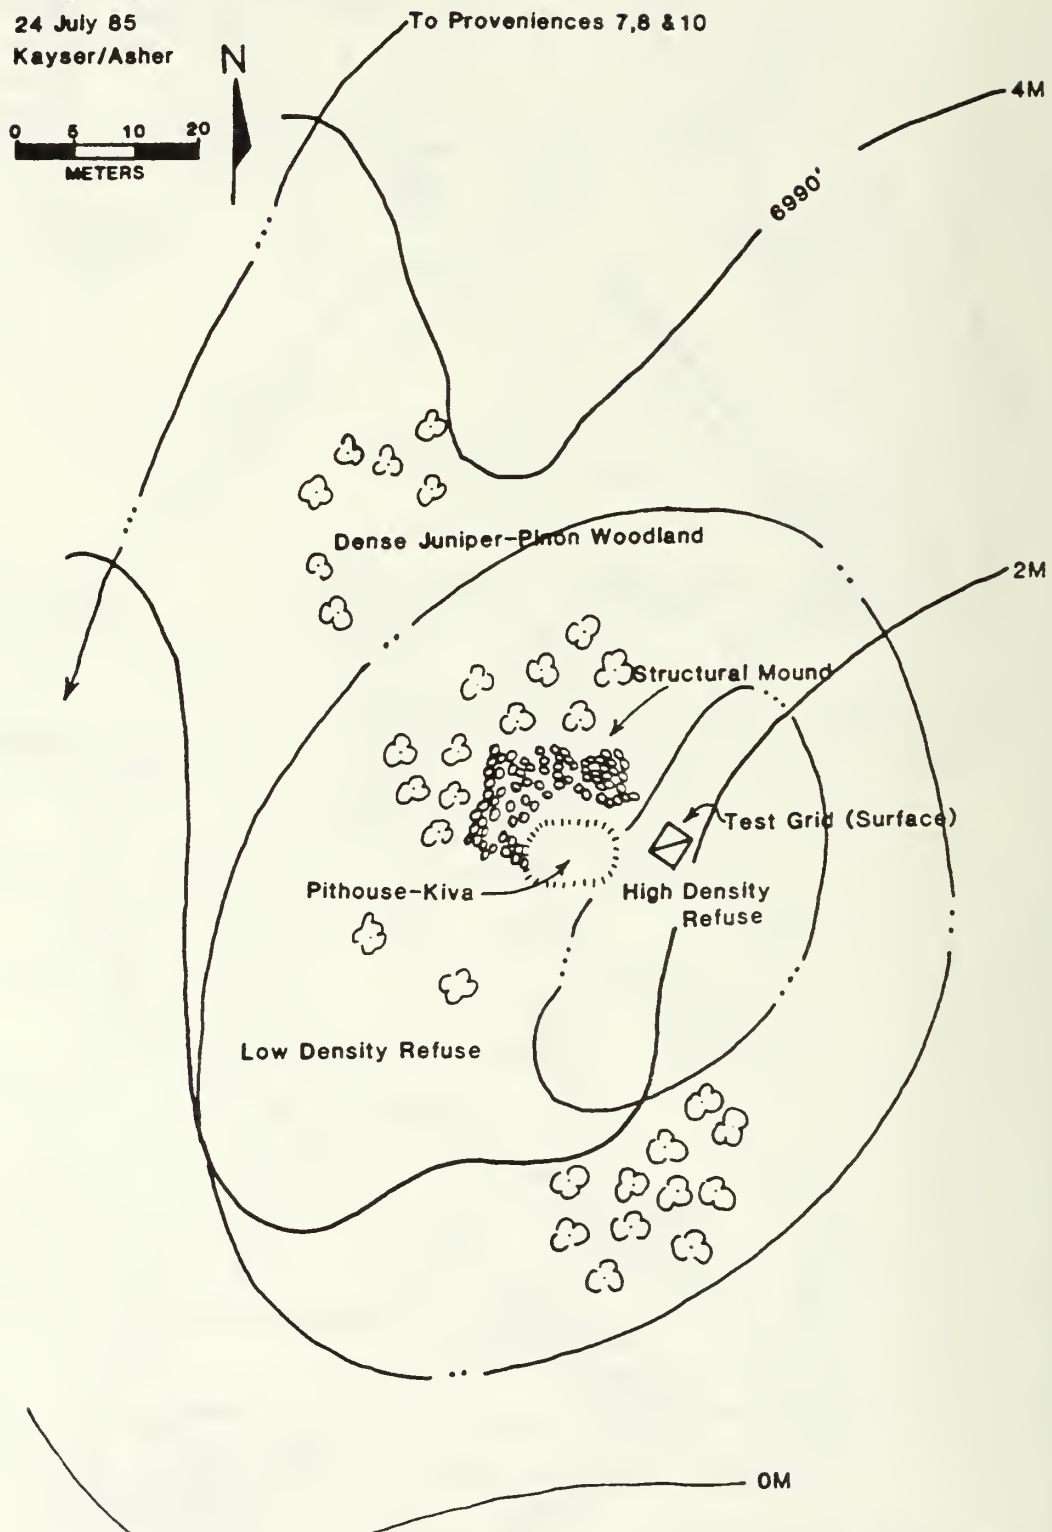 24 July 85
Kayser/Asher
N
To Proveniences 7,8 &10
4M
0 5 10 20
METERS
6990'
Dense Juniper-Pinon Woodland
2M
Structural Mound
Test Grid (Surface)
Pithouse-Kiva
High Density
Refuse
Low Density Refuse
0M